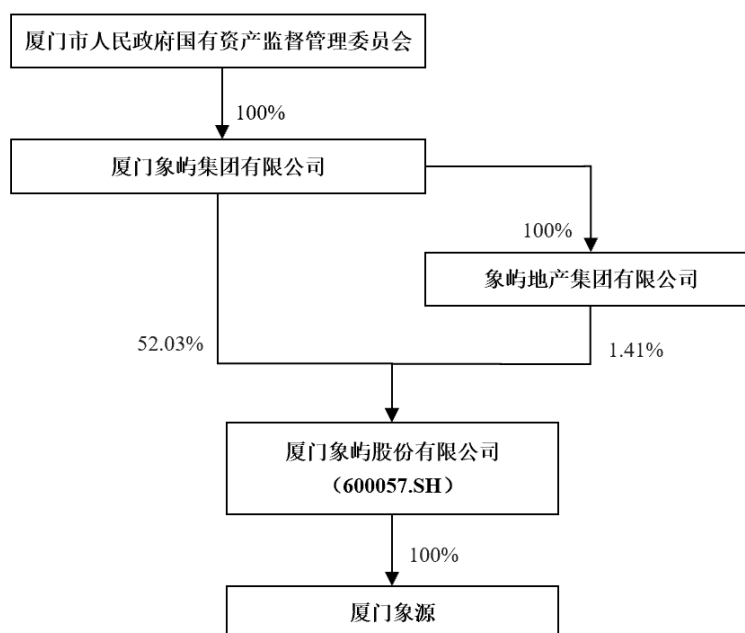 厦门市人民政府国有资产监督管理委员会
100%
厦门象屿集团有限公司
100%
象屿地产集团有限公司
52.03%
1.41%
厦门象屿股份有限公司
（600057.SH）
100%
厦门象源